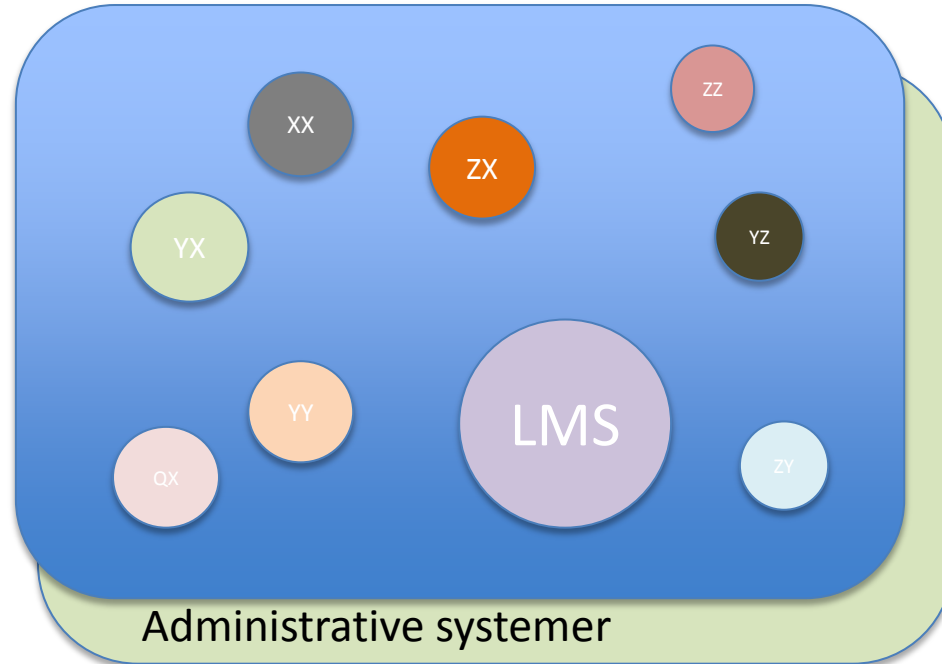 ZZ
XX
ZX
YX
YZ
YY
LMS
QX
ZY
Administrative systemer